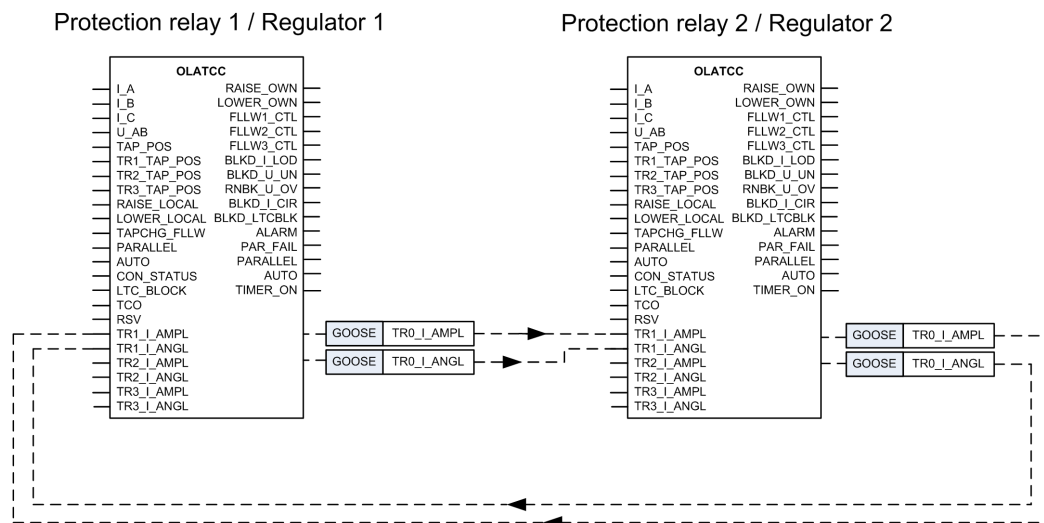 Protection relay 1 / Regulator 1
Protection relay 2 / Regulator 2
OLATCC
I_A RAISE_OWN
I_B LOWER_OWN
I_C FLLW1_CTL
U_AB FLLW2_CTL
TAP_POS FLLW3_CTL
TR1_TAP_POS BLKD_I_LOD
TR2_TAP_POS BLKD_U_UN
TR3_TAP_POS RNBK_U_OV
RAISE_LOCAL BLKD_I_CIR
LOWER_LOCAL BLKD_LTCBLK
TAPCHG_FLLW ALARM
PARALLEL PAR_FAIL
AUTO PARALLEL
CON_STATUS AUTO
LTC_BLOCK TIMER_ON
TCO
RSV
TR1_I_AMPL
TR1_I_ANGL
TR2_I_AMPL
TR2_I_ANGL
TR3_I_AMPL
TR3_I_ANGL
GOOSE TR0_I_AMPL
GOOSE TR0_I_ANGL
OLATCC
I_A RAISE_OWN
I_B LOWER_OWN
I_C FLLW1_CTL
U_AB FLLW2_CTL
TAP_POS FLLW3_CTL
TR1_TAP_POS BLKD_I_LOD
TR2_TAP_POS BLKD_U_UN
TR3_TAP_POS RNBK_U_OV
RAISE_LOCAL BLKD_I_CIR
LOWER_LOCAL BLKD_LTCBLK
TAPCHG_FLLW ALARM
PARALLEL PAR_FAIL
AUTO PARALLEL
CON_STATUS AUTO
LTC_BLOCK TIMER_ON
TCO
RSV
TR1_I_AMPL
TR1_I_ANGL
TR2_I_AMPL
TR2_I_ANGL
TR3_I_AMPL
TR3_I_ANGL
GOOSE TR0_I_AMPL
GOOSE TR0_I_ANGL